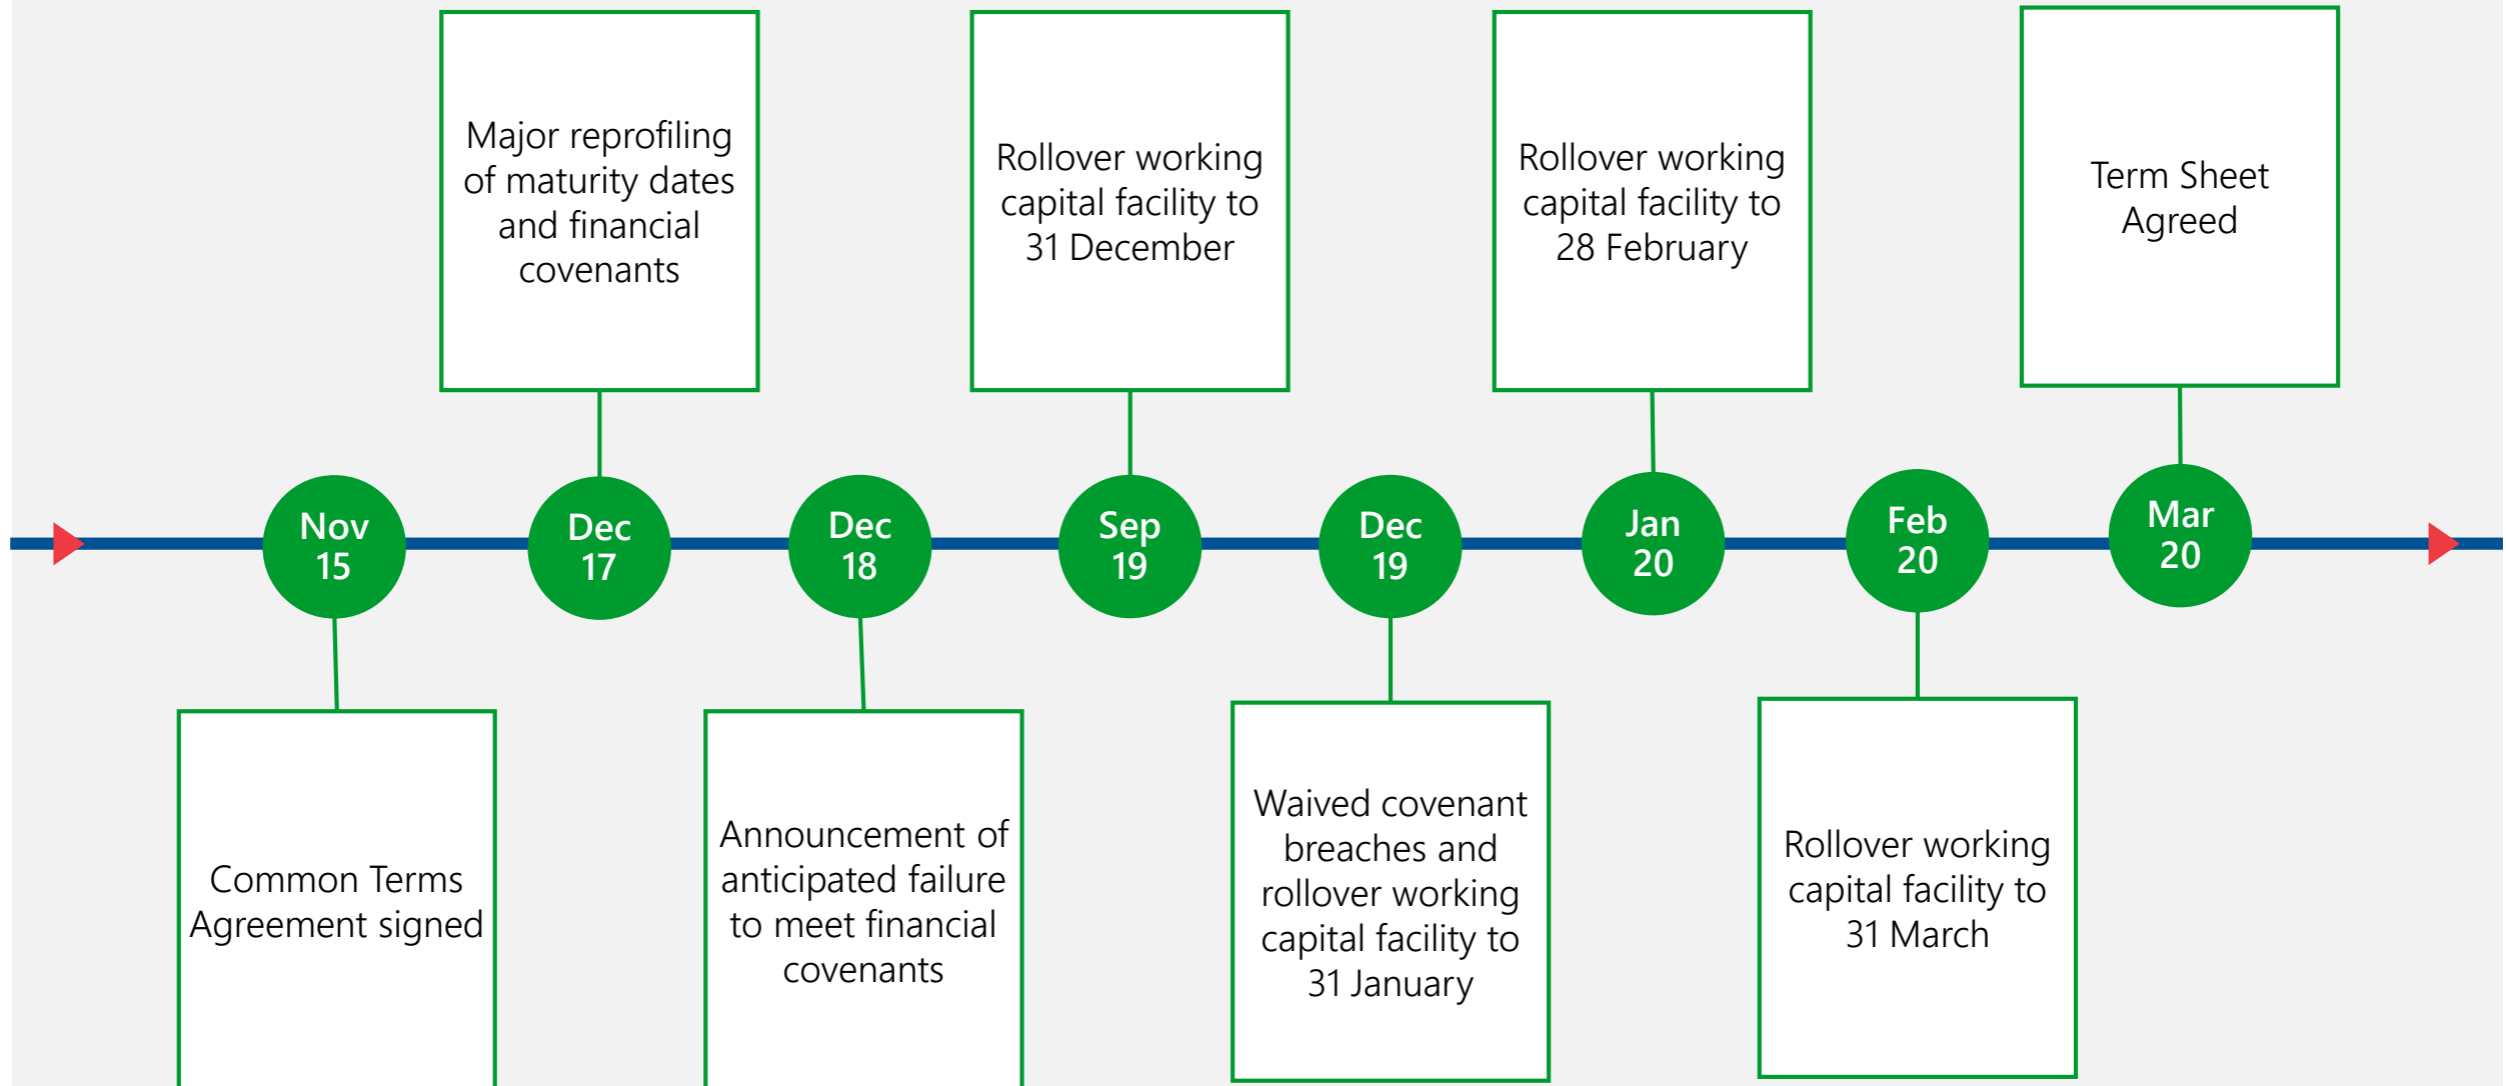 Nov
15
Common Terms
Agreement signed
Dec
17
Major reprofiling
of maturity dates
and financial
covenants
Dec
18
Announcement of
anticipated failure
to meet financial
covenants
Sep
19
Rollover working
capital facility to
31 December
Dec
19
Waived covenant
breaches and
rollover working
capital facility to
31 January
Jan
20
Rollover working
capital facility to
28 February
Feb
20
Rollover working
capital facility to
31 March
Mar
20
Term Sheet
Agreed